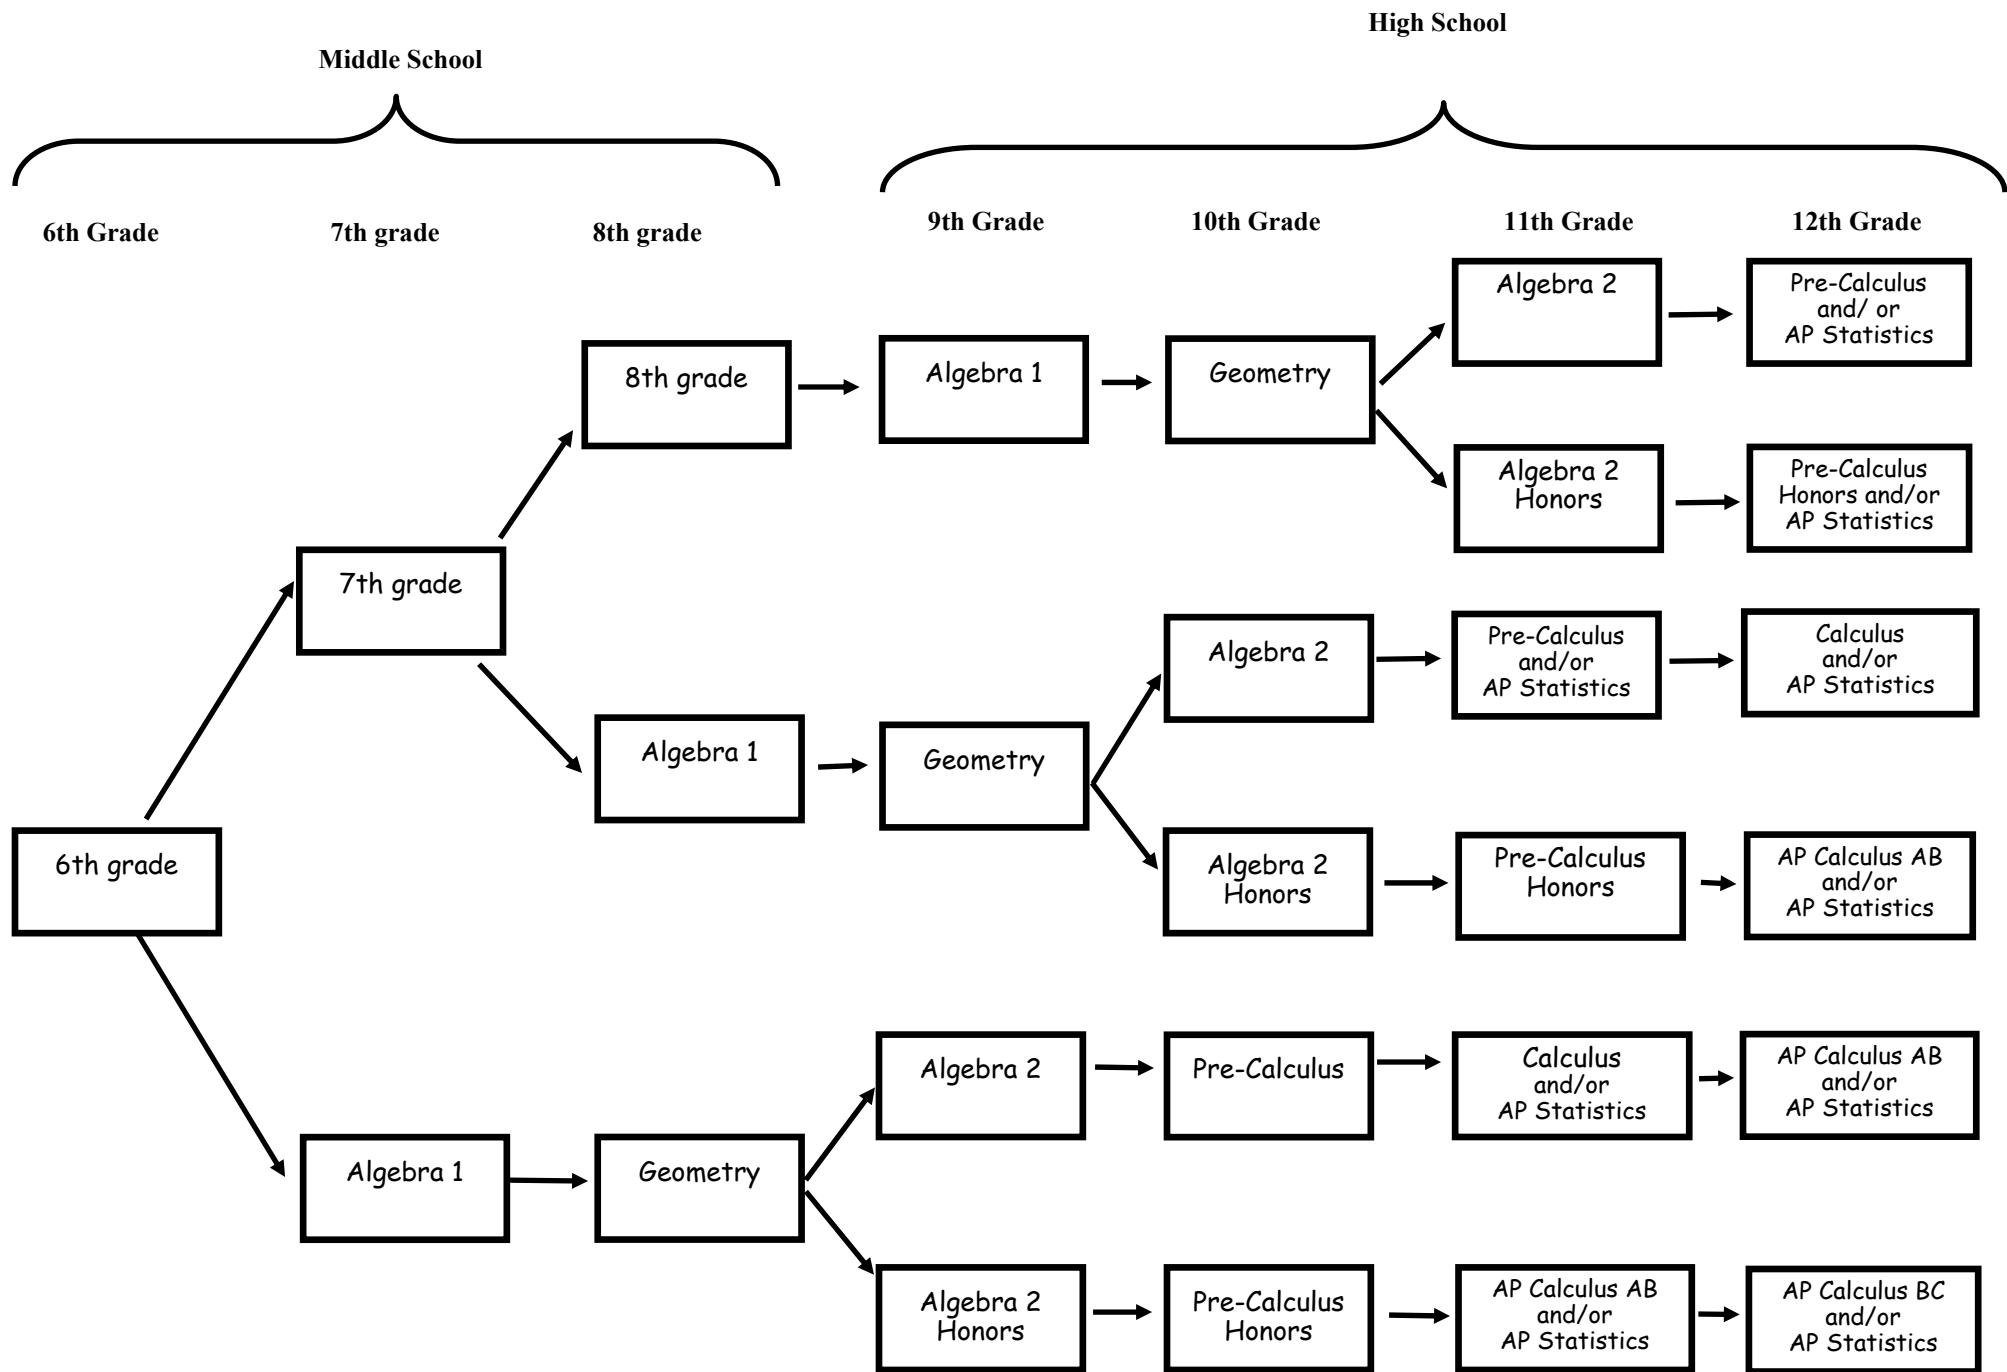 High School
Middle School
6th Grade
7th grade
8th grade
9th Grade
10th Grade
11th Grade
12th Grade
8th grade
Algebra 1
Geometry
Algebra 2
Pre-Calculus
and/ or
AP Statistics
Algebra 2
Honors
Pre-Calculus
Honors and/or
AP Statistics
7th grade
Algebra 1
Geometry
Algebra 2
Pre-Calculus
and/or
AP Statistics
Calculus
and/or
AP Statistics
Algebra 2
Honors
Pre-Calculus
Honors
AP Calculus AB
and/or
AP Statistics
6th grade
Algebra 1
Geometry
Algebra 2
Pre-Calculus
Calculus
and/or
AP Statistics
AP Calculus AB
and/or
AP Statistics
Algebra 2
Honors
Pre-Calculus
Honors
AP Calculus AB
and/or
AP Statistics
AP Calculus BC
and/or
AP Statistics